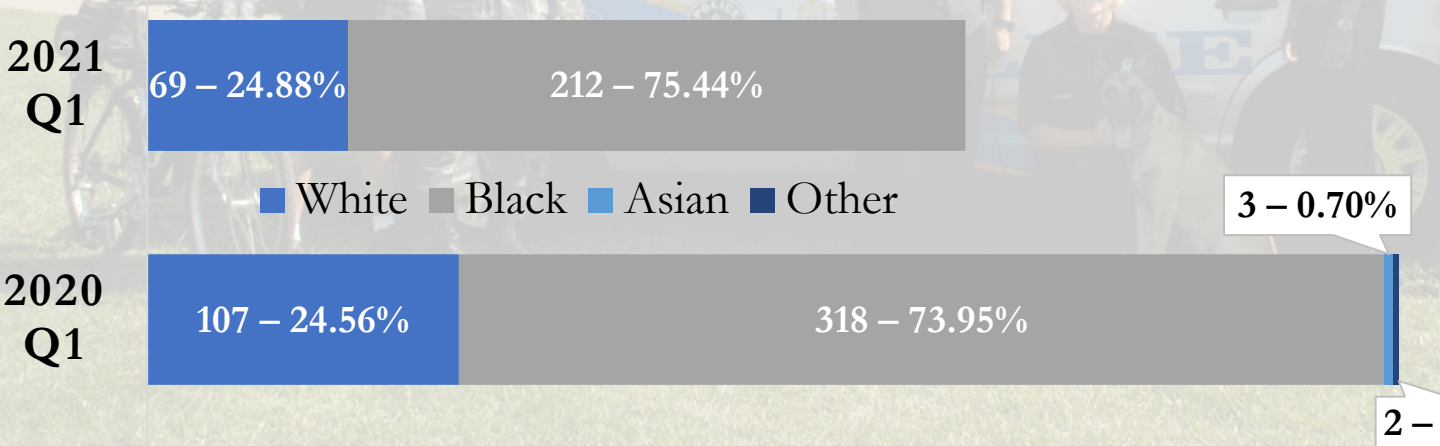 2021
Q1
69 – 24.88%
212 – 75.44%
White
Black
Asian
Other
3 – 0.70%
2020
Q1
107 – 24.56%
318 – 73.95%
2 –
POLICE